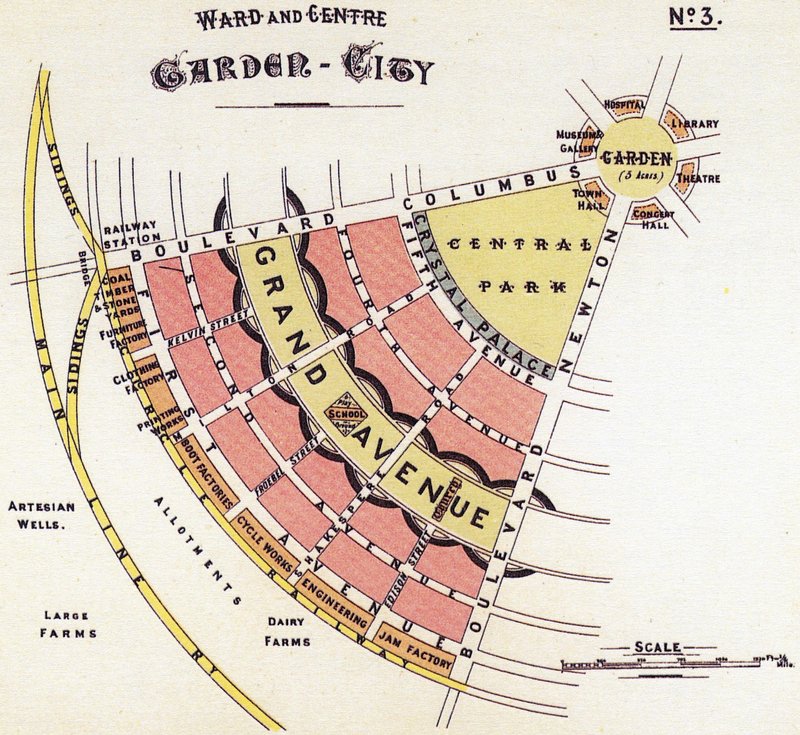 WARD AND CENTRE
GARDEN-CITY
Nº 3.
HOSPITAL
LIBRARY
MUSEUM &
GALLERY
GARDEN
(5 ACRES.)
THEATRE
TOWN
HALL
CONCERT
HALL
BOULEVARD COLUMBUS
CENTRAL
PARK
CRYSTAL PALACE
FIFTH AVENUE
FOURTH AVENUE
GRAND AVENUE
SECOND AVENUE
FIRST AVENUE
BOULEVARD NEWTON
KELVIN STREET
ROAD
Play
SCHOOL
Ground
FROEBEL STREET
EDISON STREET
SIDINGS
RAILWAY
STATION
BRIDGE
COAL
TIMBER
& STONE
YARDS
FURNITURE
FACTORY
CLOTHING
FACTORY
PRINTING
WORKS
BOOT FACTORIES
CYCLE WORKS
ENGINEERING
JAM FACTORY
CIRCLE RAILWAY
SIDINGS
MAIN LINE RY
ARTESIAN
WELLS.
ALLOTMENTS
LARGE
FARMS
DAIRY
FARMS
SCALE